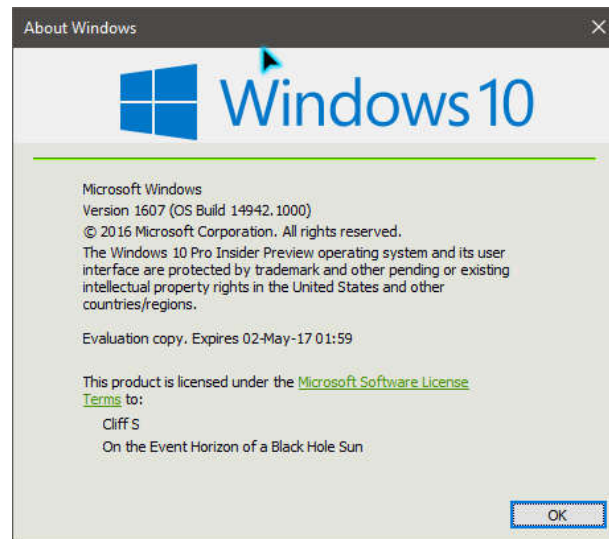 About Windows
Windows 10
Microsoft Windows
Version 1607 (OS Build 14942.1000)
© 2016 Microsoft Corporation. All rights reserved.
The Windows 10 Pro Insider Preview operating system and its user
interface are protected by trademark and other pending or existing
intellectual property rights in the United States and other
countries/regions.
Evaluation copy. Expires 02-May-17 01:59
This product is licensed under the Microsoft Software License
Terms to:
Cliff S
On the Event Horizon of a Black Hole Sun
OK